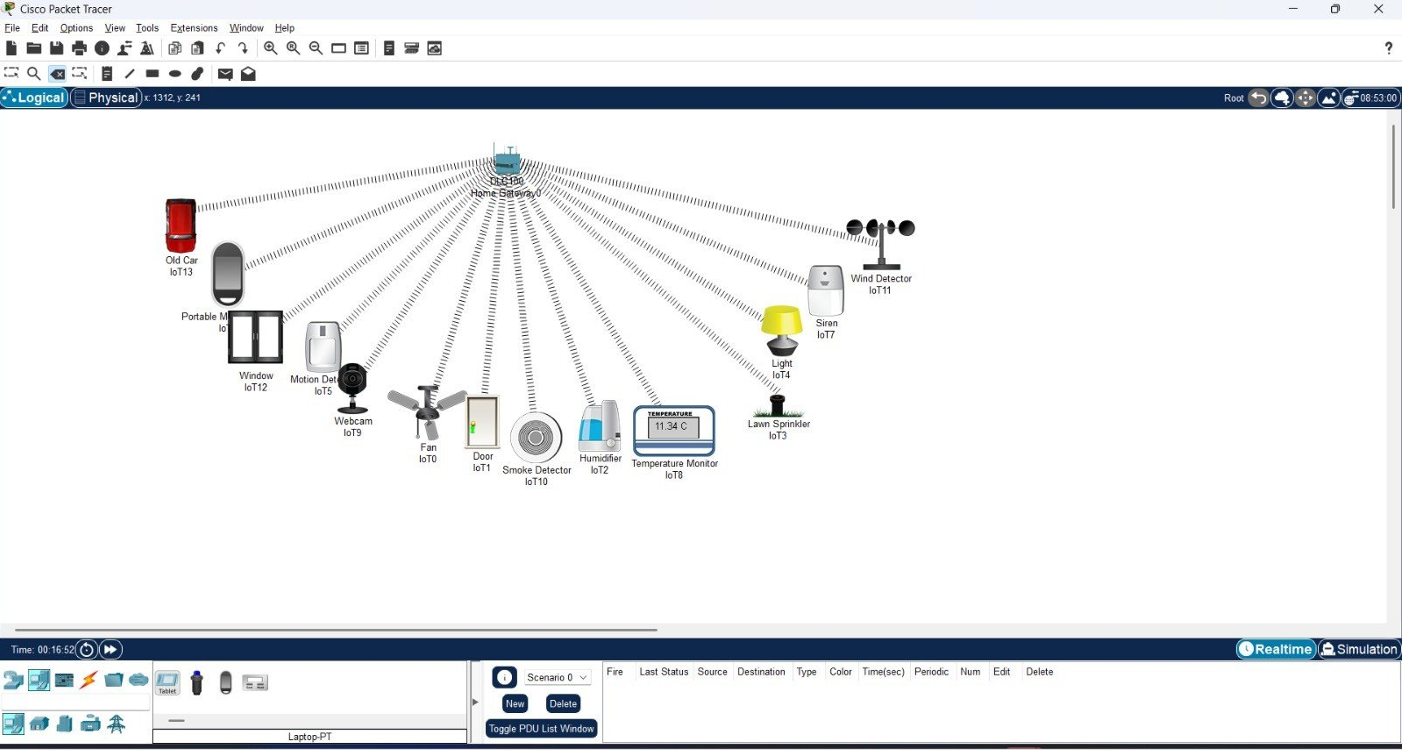 Cisco Packet Tracer
File Edit Options View Tools Extensions Window Help
?
Logical Physical x: 1312, y: 241 Root 08:53:00
DLC100
Home Gateway0
Old Car
IoT13
Portable M
Io
Window
IoT12
Motion Det
IoT5
Webcam
IoT9
Fan
IoT0
Door
IoT1
Smoke Detector
IoT10
Humidifier
IoT2
TEMPERATURE
11.34 C
Temperature Monitor
IoT8
Lawn Sprinkler
IoT3
Light
IoT4
Siren
IoT7
Wind Detector
IoT11
Time: 00:16:52 Realtime Simulation
Tablet
Laptop-PT
Scenario 0
New Delete
Toggle PDU List Window
Fire Last Status Source Destination Type Color Time(sec) Periodic Num Edit Delete